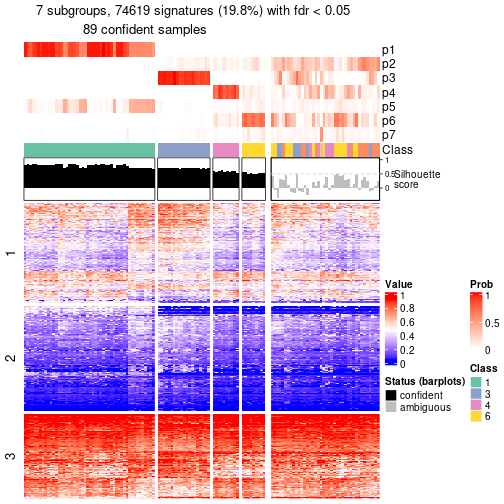 7 subgroups, 74619 signatures (19.8%) with fdr < 0.05
89 confident samples
p1
p2
p3
p4
p5
p6
p7
Class
1
0.5
0
Silhouette
score
1
2
3
Value
1
0.8
0.6
0.4
0.2
0
Prob
1
0.5
0
Status (barplots)
confident
ambiguous
Class
1
3
4
6